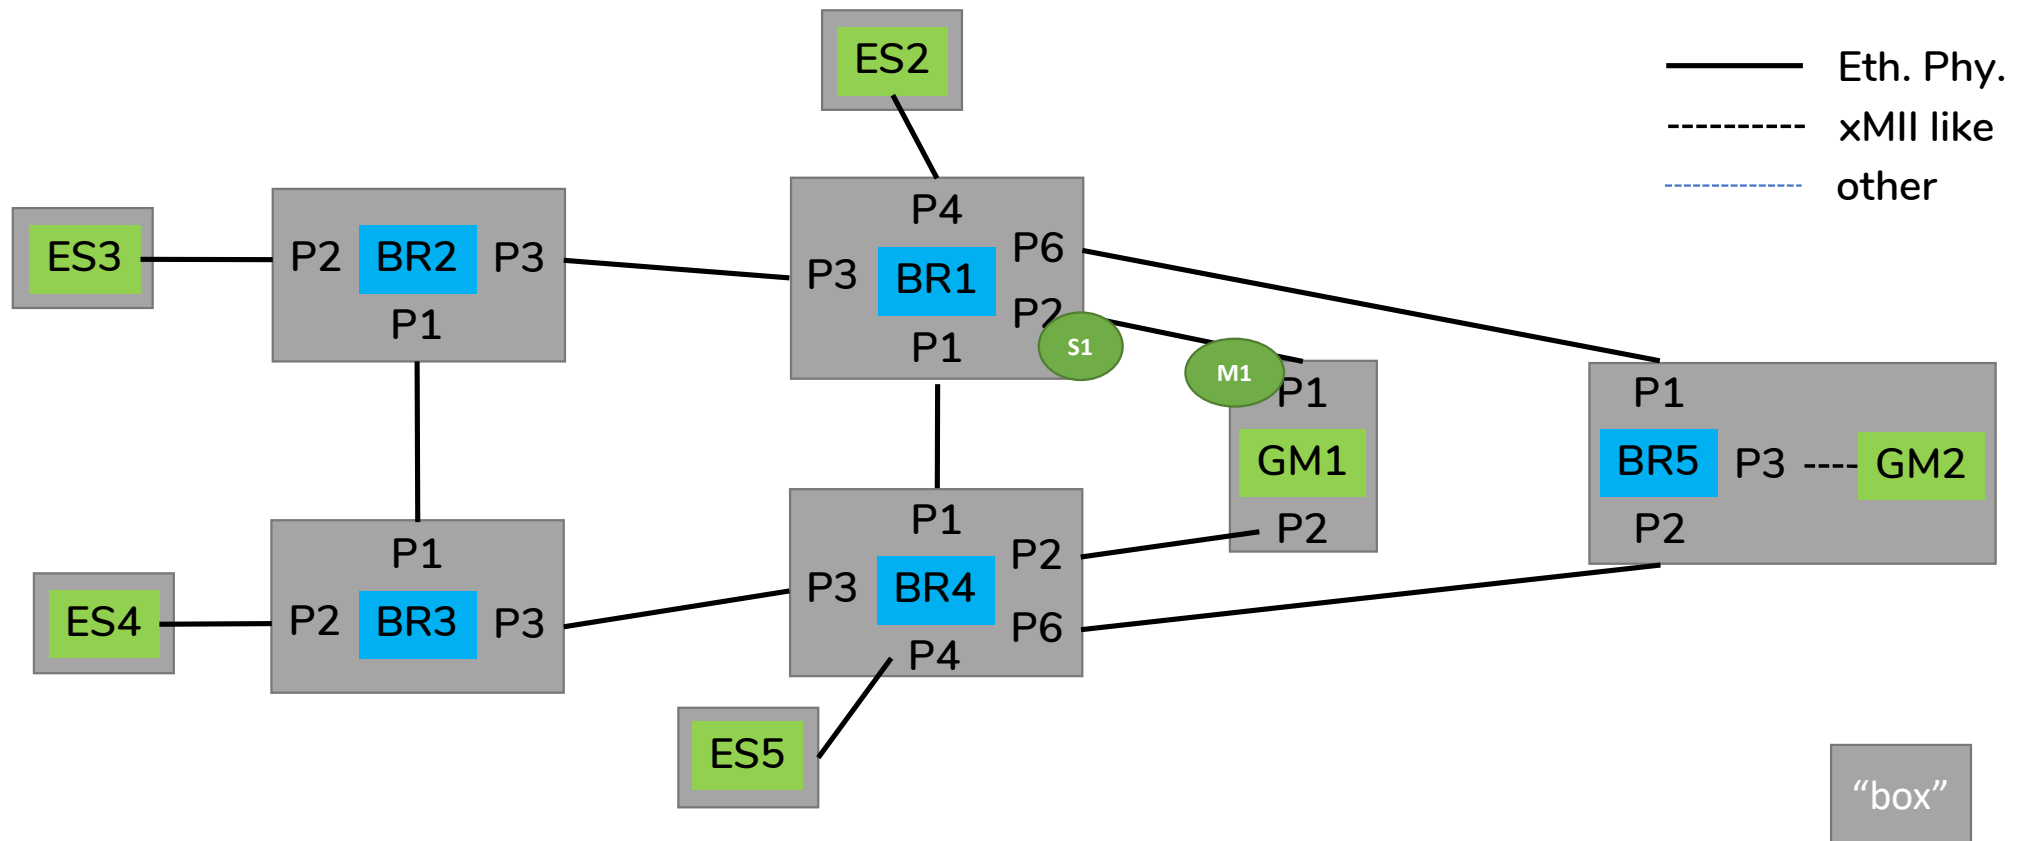 ES2
Eth. Phy.
xMII like
other
ES3
P2 BR2 P3
P1
P4
P3 BR1 P6
P2
P1
S1
M1
P1
GM1
P2
P1
BR5 P3 GM2
P2
ES4
P1
P2 BR3 P3
P1
P3 BR4 P2
P6
P4
ES5
“box”